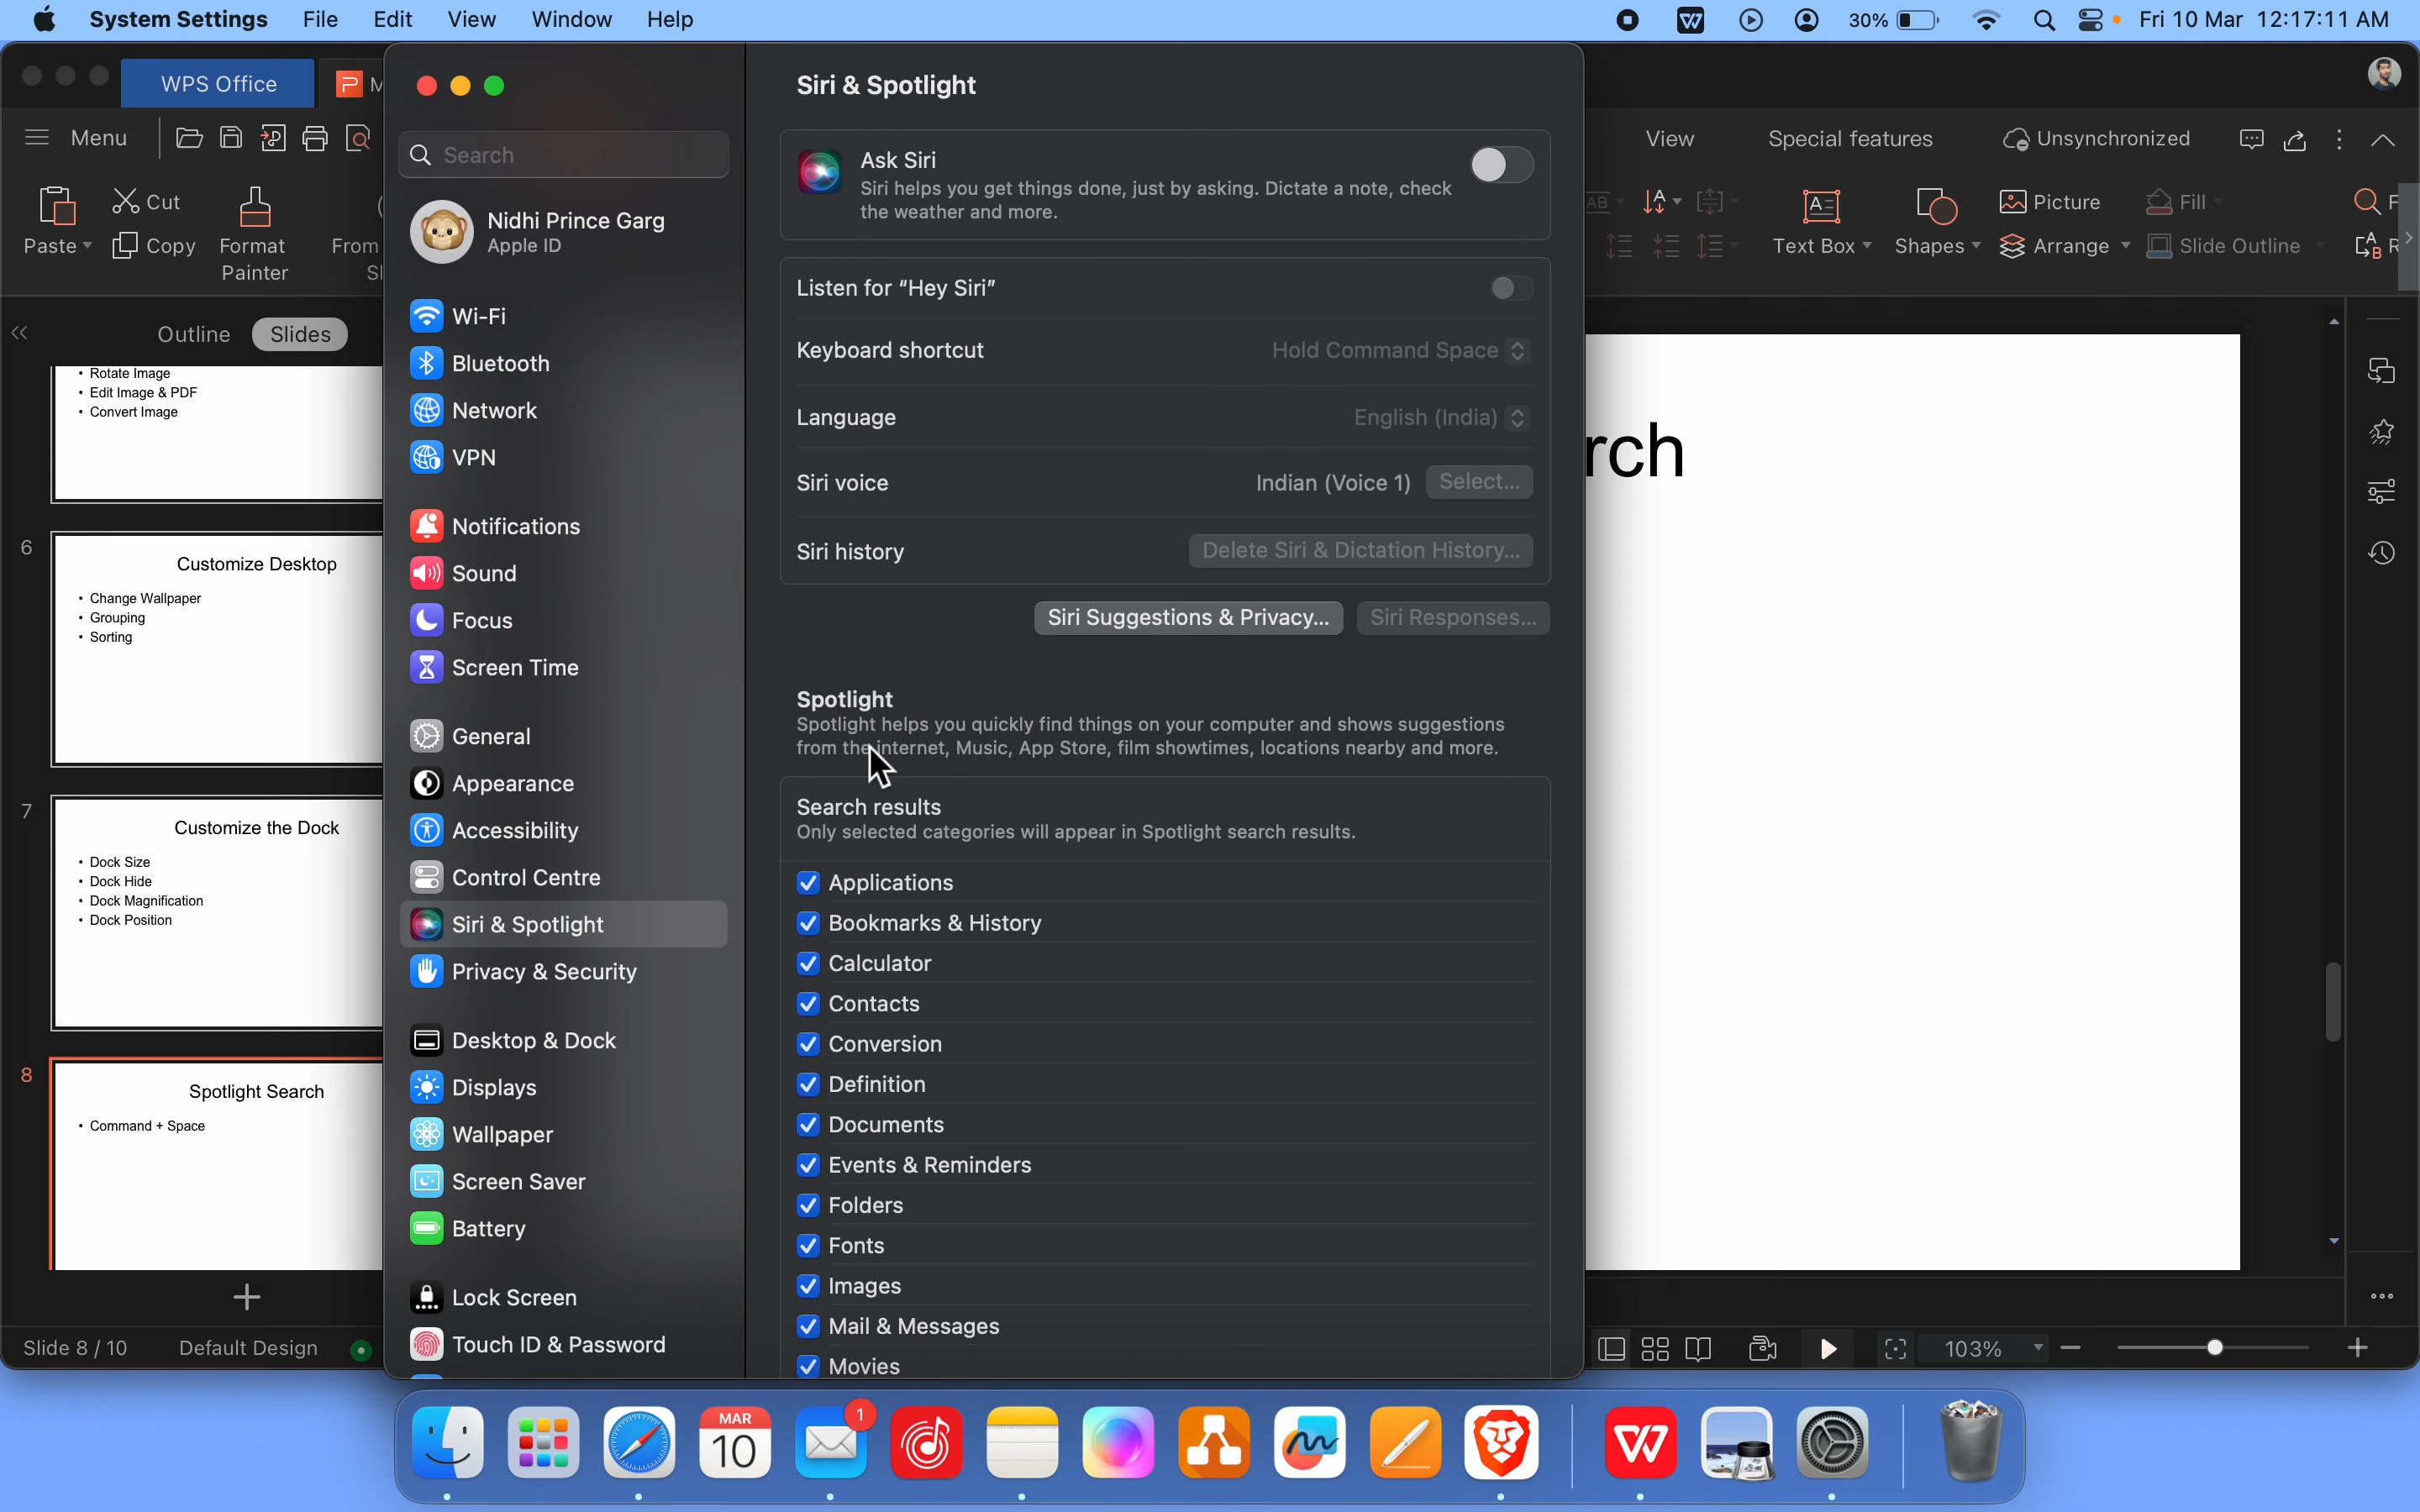 System Settings File Edit View Window Help
30% Fri 10 Mar 12:17:11 AM
WPS Office
Menu
View Special features Unsynchronized
Paste Cut Copy Format Painter From
Text Box Shapes Picture Arrange Fill Slide Outline
Outline Slides
• Rotate Image
• Edit Image & PDF
• Convert Image
6
Customize Desktop
• Change Wallpaper
• Grouping
• Sorting
7
Customize the Dock
• Dock Size
• Dock Hide
• Dock Magnification
• Dock Position
8
Spotlight Search
• Command + Space
Slide 8 / 10 Default Design
Search
Nidhi Prince Garg
Apple ID
Wi-Fi
Bluetooth
Network
VPN
Notifications
Sound
Focus
Screen Time
General
Appearance
Accessibility
Control Centre
Siri & Spotlight
Privacy & Security
Desktop & Dock
Displays
Wallpaper
Screen Saver
Battery
Lock Screen
Touch ID & Password
Siri & Spotlight
Ask Siri
Siri helps you get things done, just by asking. Dictate a note, check
the weather and more.
Listen for “Hey Siri”
Keyboard shortcut Hold Command Space
Language English (India)
Siri voice Indian (Voice 1) Select...
Siri history Delete Siri & Dictation History...
Siri Suggestions & Privacy... Siri Responses...
Spotlight
Spotlight helps you quickly find things on your computer and shows suggestions
from the internet, Music, App Store, film showtimes, locations nearby and more.
Search results
Only selected categories will appear in Spotlight search results.
Applications
Bookmarks & History
Calculator
Contacts
Conversion
Definition
Documents
Events & Reminders
Folders
Fonts
Images
Mail & Messages
Movies
rch
103%
MAR
10
1